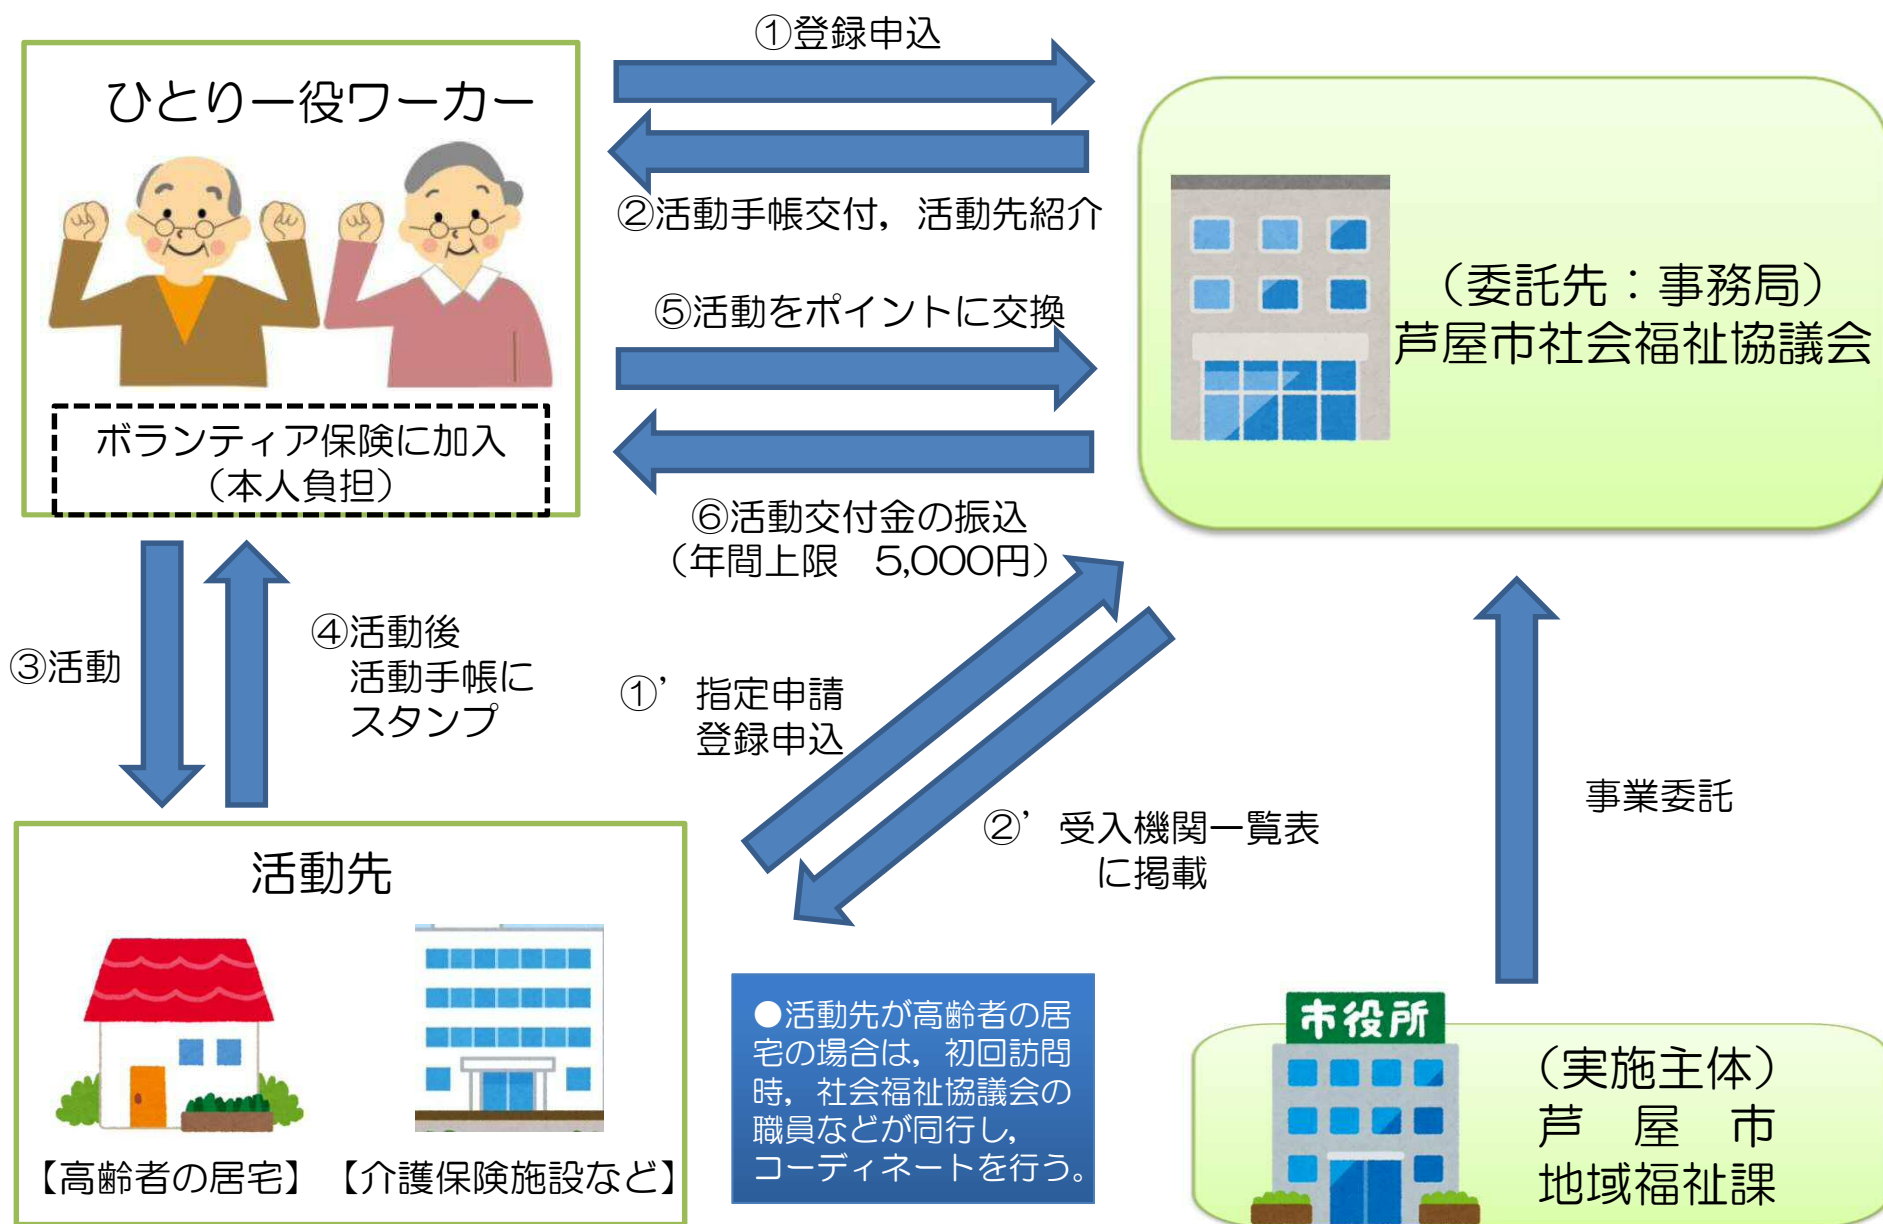 ①登録申込
ひとり一役ワーカー
②活動手帳交付，活動先紹介
⑤活動をポイントに交換
（委託先：事務局）
芦屋市社会福祉協議会
ボランティア保険に加入
（本人負担）
⑥活動交付金の振込
（年間上限　5,000円）
③活動
④活動後
活動手帳に
スタンプ
①’指定申請
登録申込
②’受入機関一覧表
に掲載
事業委託
活動先
【高齢者の居宅】
【介護保険施設など】
●活動先が高齢者の居
宅の場合は，初回訪問
時，社会福祉協議会の
職員などが同行し，
コーディネートを行う。
市役所
（実施主体）
芦　屋　市
地域福祉課